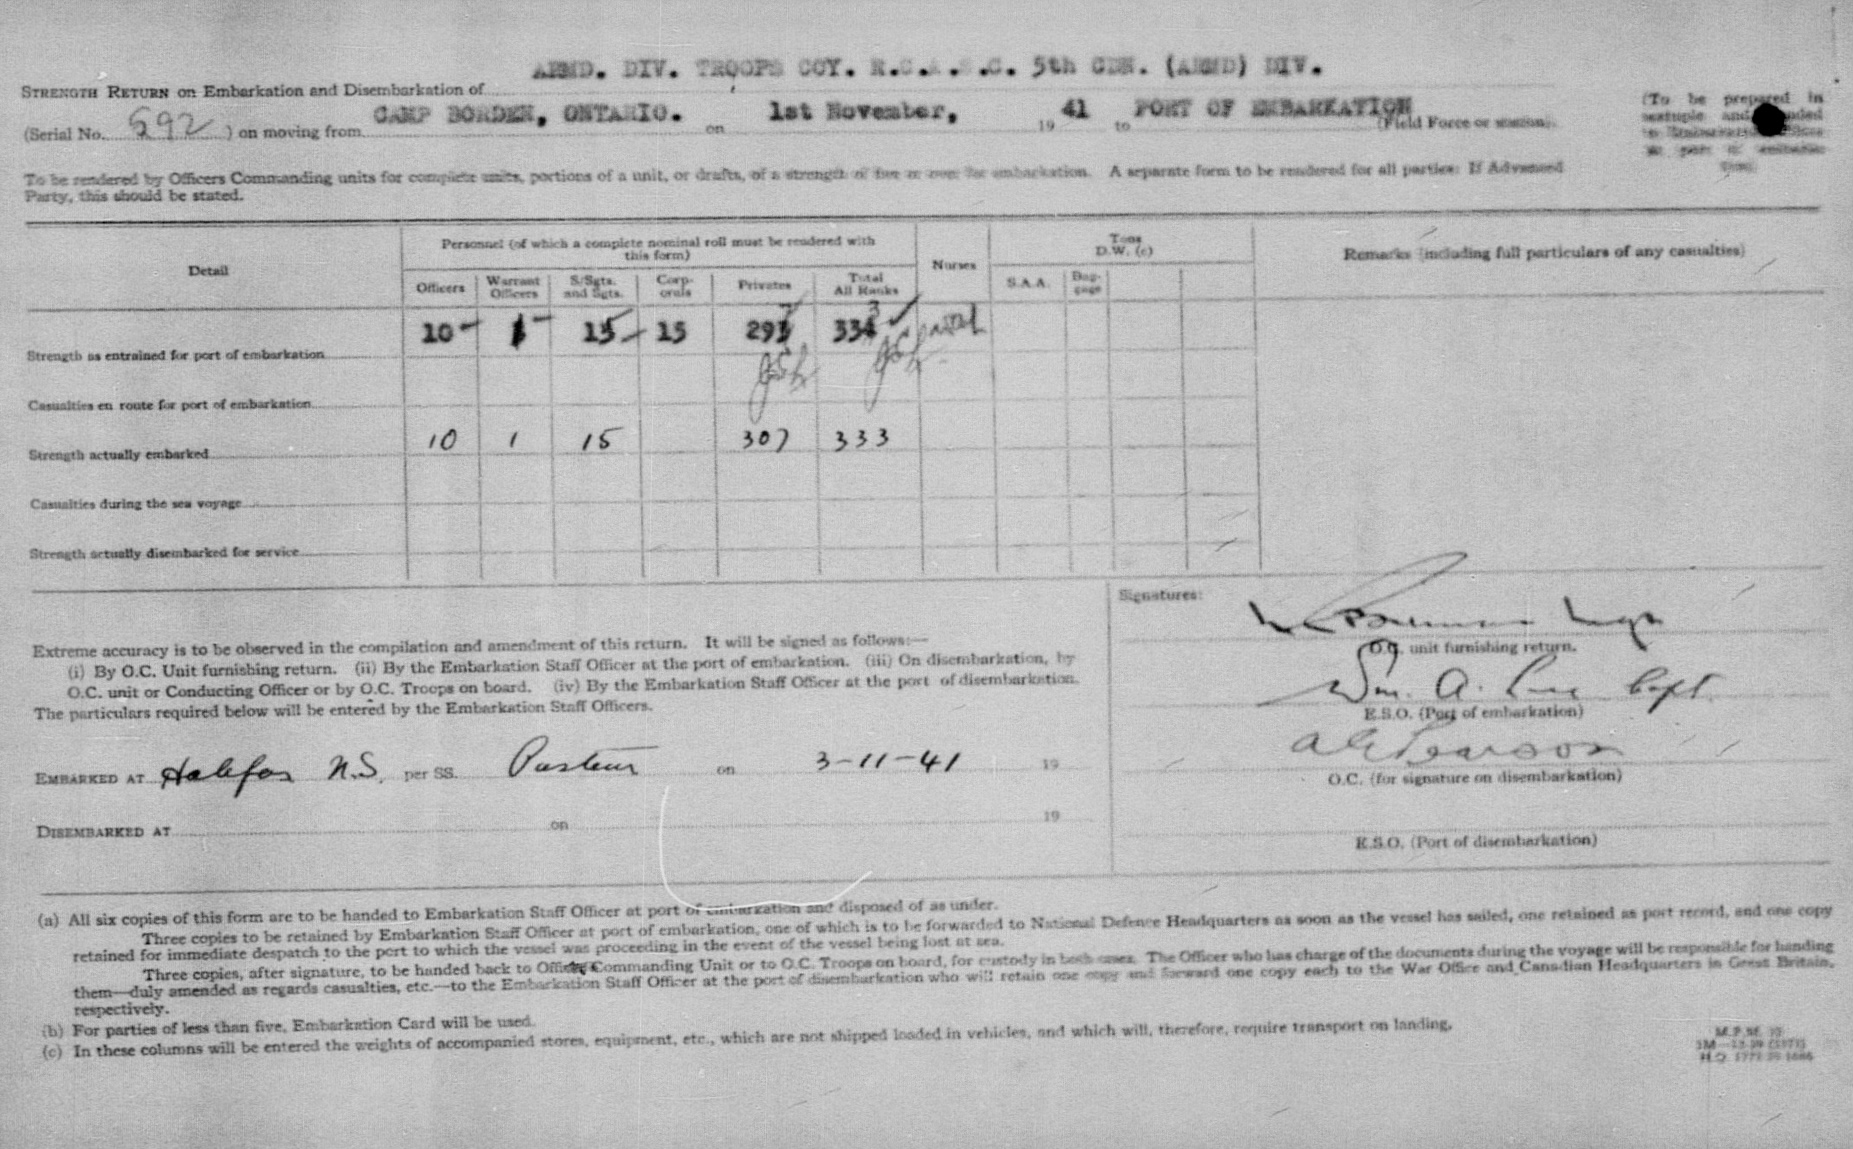 ARMD. DIV. TROOPS COY. R.C.A.S.C. 5th CDN. (ARMD) DIV.
STRENGTH RETURN on Embarkation and Disembarkation of
CAMP BORDEN, ONTARIO. 1st November, 41 PORT OF EMBARKATION
(Serial No. 592 ) on moving from on 19 to (Field Force or station).
(To be prepared in
sextuple and
To be rendered by Officers Commanding units for complete units, portions of a unit, or drafts, of a strength of five or over for embarkation. A separate form to be rendered for all parties: If Advanced
Party, this should be stated.
Detail
Personnel (of which a complete nominal roll must be rendered with
this form)
Nurses
Tons
D.W. (c)
Remarks (including full particulars of any casualties)
Officers Warrant Officers S/Sgts. and Sgts. Corporals Privates Total All Ranks S.A.A. Baggage
10 1 15 15 292 333
Strength as entrained for port of embarkation
Casualties en route for port of embarkation
10 1 15 307 333
Strength actually embarked
Casualties during the sea voyage
Strength actually disembarked for service
Signatures:
Extreme accuracy is to be observed in the compilation and amendment of this return. It will be signed as follows:—
(i) By O.C. Unit furnishing return. (ii) By the Embarkation Staff Officer at the port of embarkation. (iii) On disembarkation, by
O.C. unit or Conducting Officer or by O.C. Troops on board. (iv) By the Embarkation Staff Officer at the port of disembarkation.
The particulars required below will be entered by the Embarkation Staff Officers.
O.C. unit furnishing return.
Wm. A. Capt
E.S.O. (Port of embarkation)
Pearson
O.C. (for signature on disembarkation)
E.S.O. (Port of disembarkation)
EMBARKED AT Halifax N.S. per SS. Pasteur on 3-11-41 19
DISEMBARKED AT on 19
(a) All six copies of this form are to be handed to Embarkation Staff Officer at port of embarkation and disposed of as under.
Three copies to be retained by Embarkation Staff Officer at port of embarkation, one of which is to be forwarded to National Defence Headquarters as soon as the vessel has sailed, one retained as port record, and one copy
retained for immediate despatch to the port to which the vessel was proceeding in the event of the vessel being lost at sea.
Three copies, after signature, to be handed back to Officer Commanding Unit or to O.C. Troops on board, for custody in both cases. The Officer who has charge of the documents during the voyage will be responsible for handing
them—duly amended as regards casualties, etc.—to the Embarkation Staff Officer at the port of disembarkation who will retain one copy and forward one copy each to the War Office and Canadian Headquarters in Great Britain,
respectively.
(b) For parties of less than five, Embarkation Card will be used.
(c) In these columns will be entered the weights of accompanied stores, equipment, etc., which are not shipped loaded in vehicles, and which will, therefore, require transport on landing.